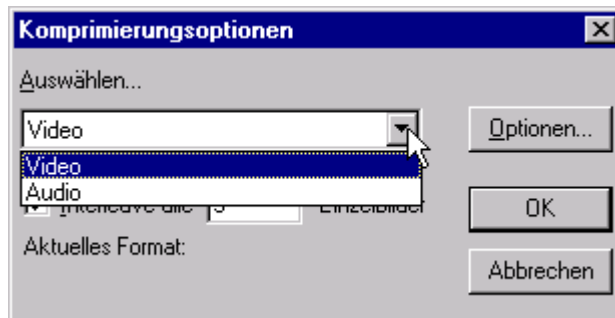 Komprimierungsoptionen
Auswählen...
Video
Optionen...
Video
Audio
OK
Aktuelles Format:
Abbrechen